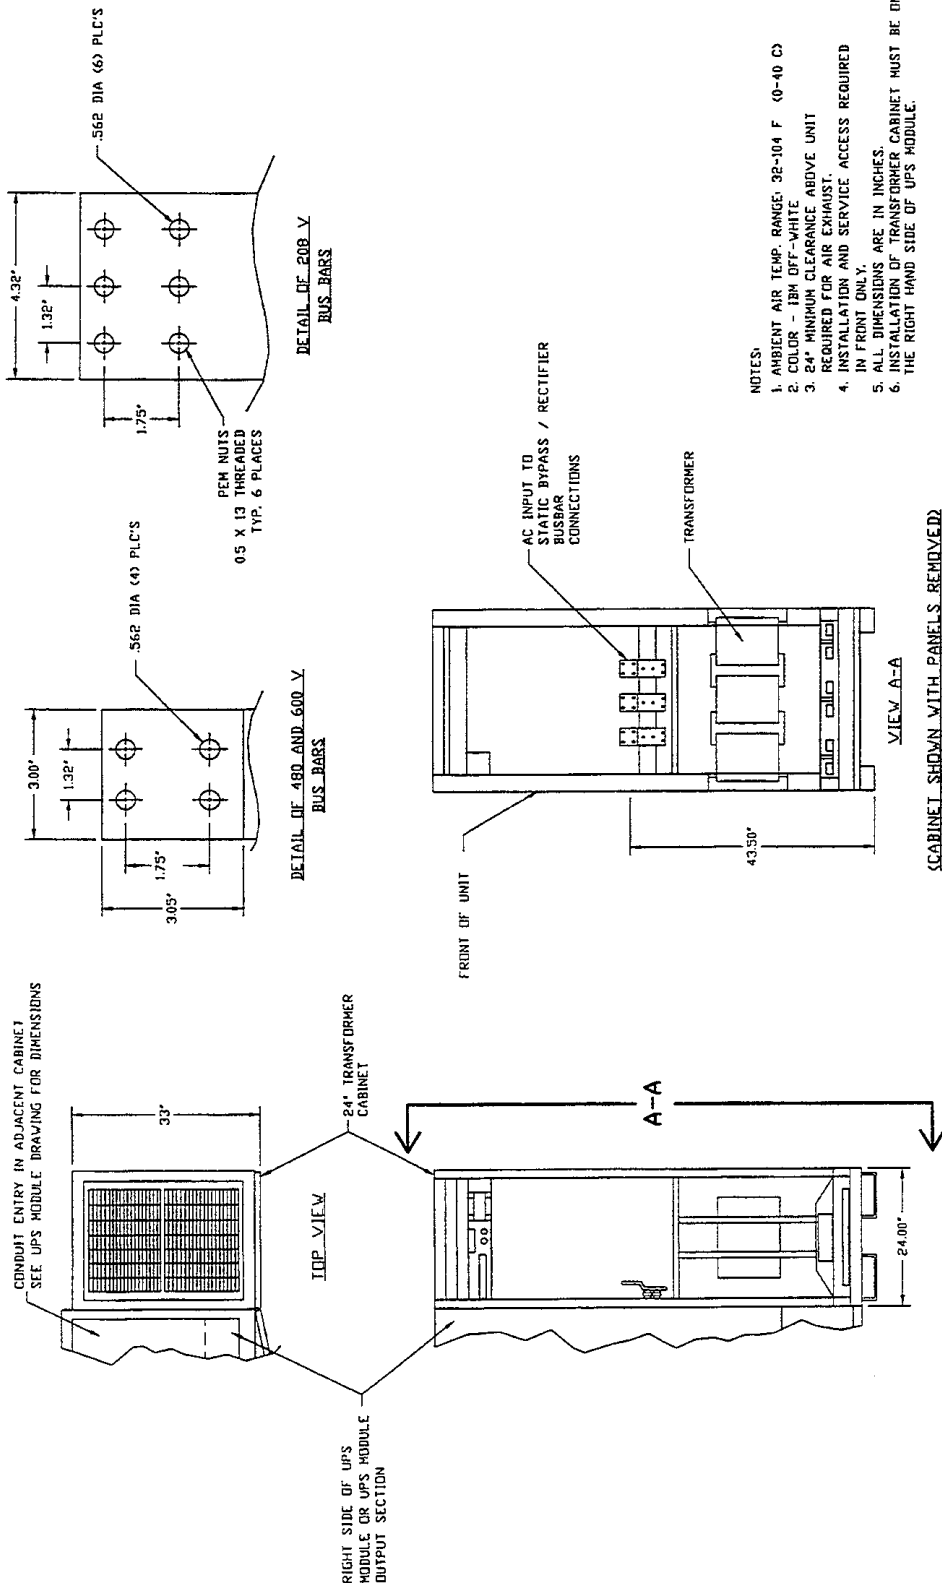 CONDUIT ENTRY IN ADJACENT CABINET
SEE UPS MODULE DRAWING FOR DIMENSIONS
33"
24" TRANSFORMER
CABINET
TOP VIEW
RIGHT SIDE OF UPS
MODULE OR UPS MODULE
OUTPUT SECTION
A-A
24.00"
3.00"
1.32"
.562 DIA (4) PLC'S
1.75"
3.05"
DETAIL OF 480 AND 600 V
BUS BARS
4.32"
1.32"
.562 DIA (6) PLC'S
1.75"
PEM NUTS
0.5 X 13 THREADED
TYP. 6 PLACES
DETAIL OF 208 V
BUS BARS
FRONT OF UNIT
AC INPUT TO
STATIC BYPASS / RECTIFIER
BUSBAR
CONNECTIONS
TRANSFORMER
43.50"
VIEW A-A
(CABINET SHOWN WITH PANELS REMOVED)
NOTES:
1. AMBIENT AIR TEMP. RANGE: 32-104 F (0-40 C)
2. COLOR - IBM OFF-WHITE
3. 24" MINIMUM CLEARANCE ABOVE UNIT
REQUIRED FOR AIR EXHAUST.
4. INSTALLATION AND SERVICE ACCESS REQUIRED
IN FRONT ONLY.
5. ALL DIMENSIONS ARE IN INCHES.
6. INSTALLATION OF TRANSFORMER CABINET MUST BE
THE RIGHT HAND SIDE OF UPS MODULE.